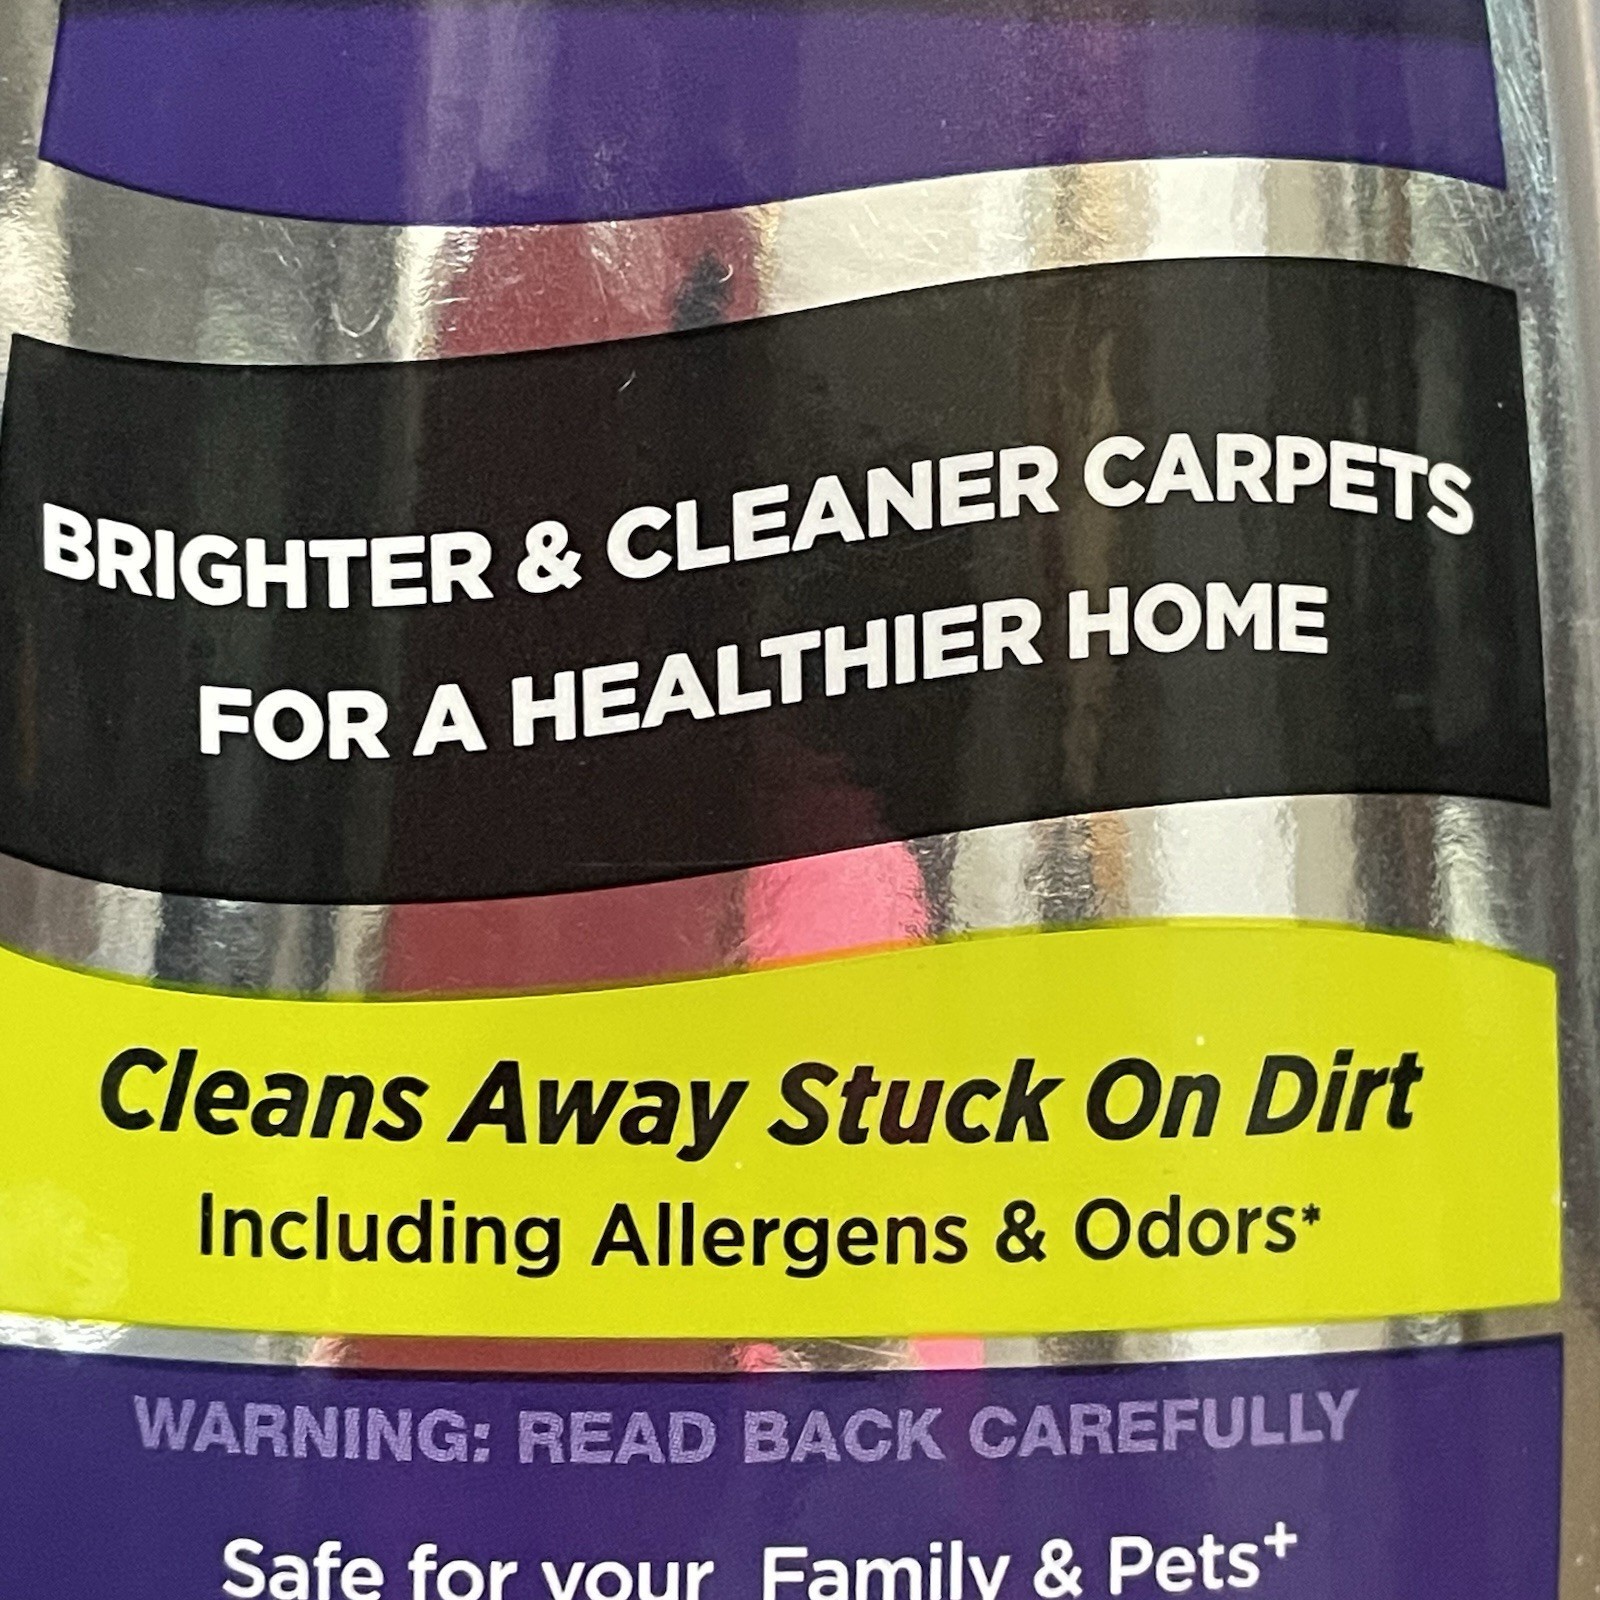 BRIGHTER & CLEANER CARPETS
FOR A HEALTHIER HOME
Cleans Away Stuck On Dirt
Including Allergens & Odors*
WARNING: READ BACK CAREFULLY
Safe for your Family & Pets+